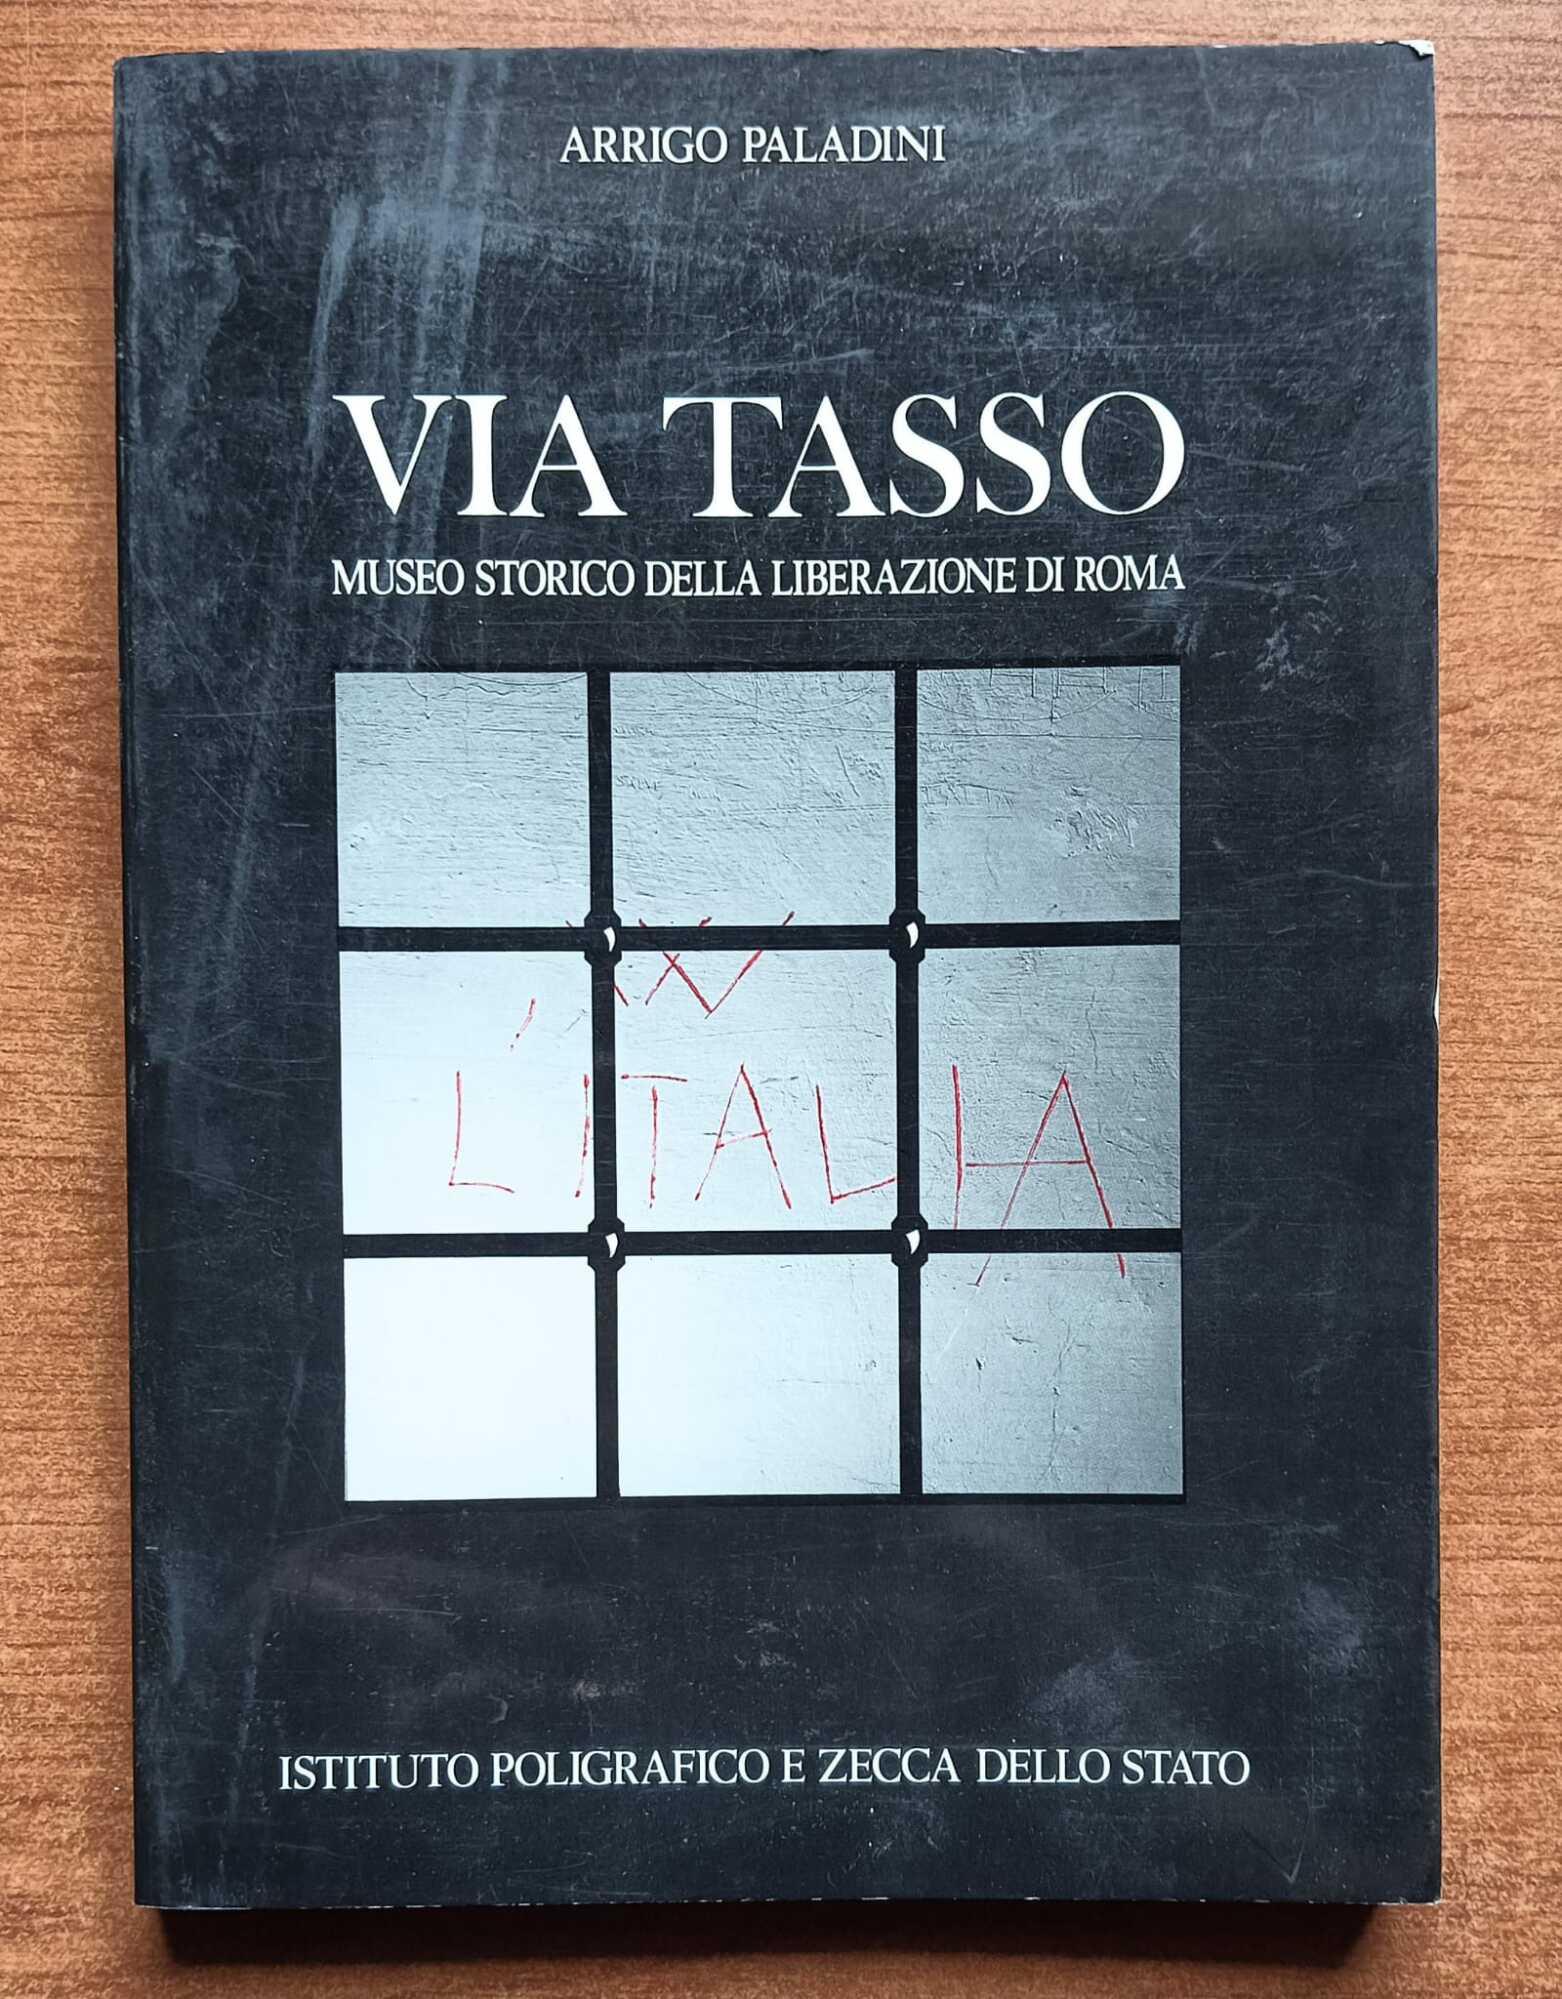 ARRIGO PALADINI
VIA TASSO
MUSEO STORICO DELLA LIBERAZIONE DI ROMA
W
L'ITALIA
ISTITUTO POLIGRAFICO E ZECCA DELLO STATO